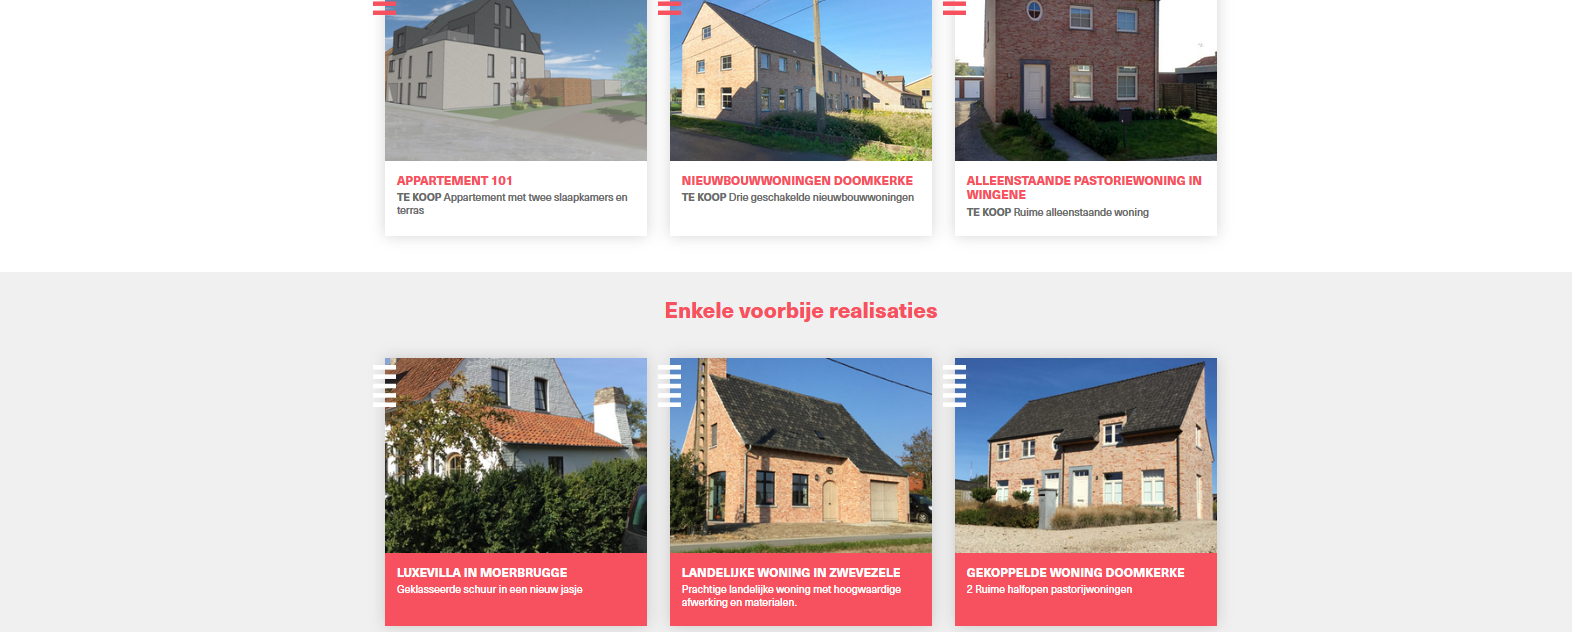 APPARTEMENT 101
TE KOOP Appartement met twee slaapkamers en
terras
NIEUWBOUWWONINGEN DOOMKERKE
TE KOOP Drie geschakelde nieuwbouwwoningen
ALLEENSTAANDE PASTORIEWONING IN
WINGENE
TE KOOP Ruime alleenstaande woning
Enkele voorbije realisaties
LUXEVILLA IN MOERBRUGGE
Geklasseerde schuur in een nieuw jasje
LANDELIJKE WONING IN ZWEVEZELE
Prachtige landelijke woning met hoogwaardige
afwerking en materialen.
GEKOPPELDE WONING DOOMKERKE
2 Ruime halfopen pastorijwoningen